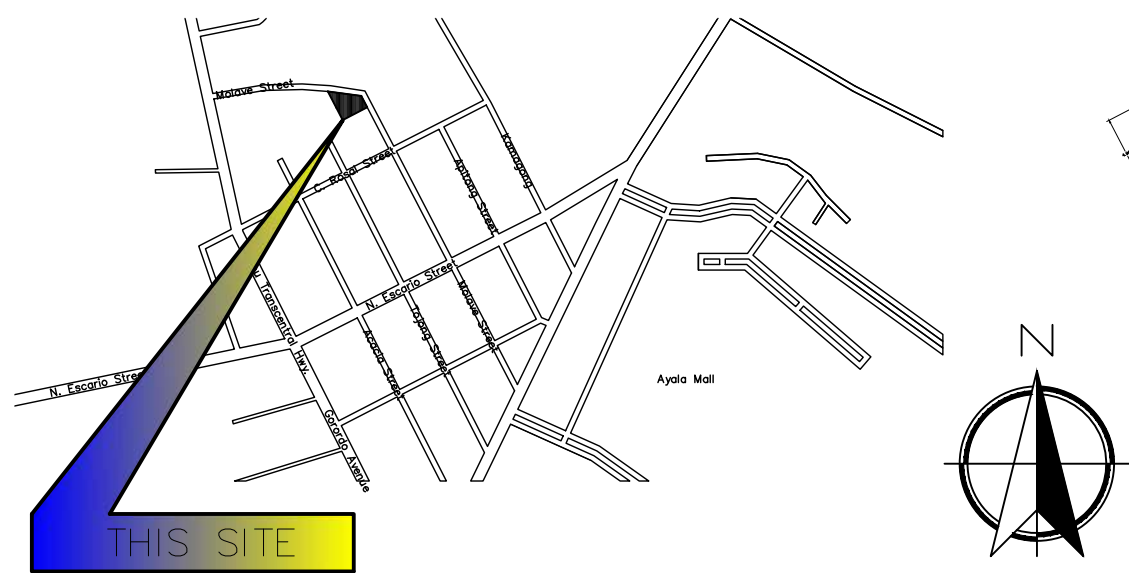 Molave Street
Kamagong
C. Rosal Street
Apitong Street
N. Escario Street
u Transcentral Hwy.
Molave Street
Tojong Street
Acacia Street
N. Escario Street
Ayala Mall
Gorordo Avenue
N
THIS SITE